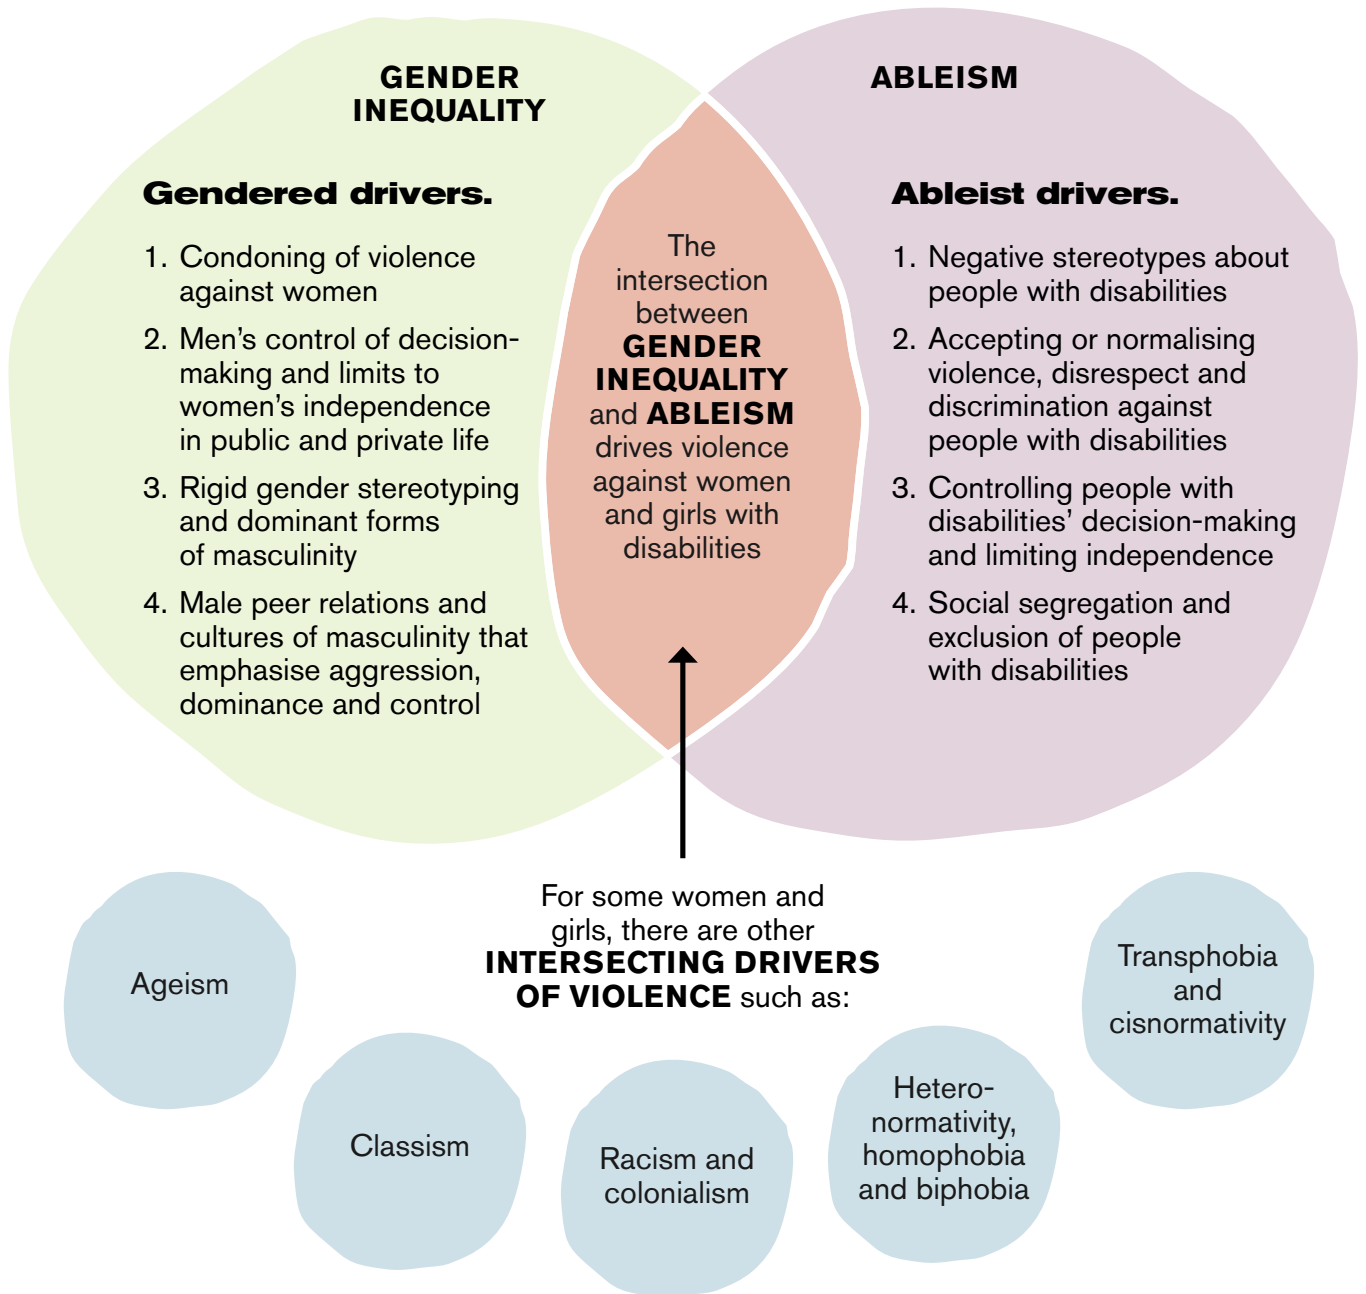 GENDER
INEQUALITY
Gendered drivers.
1. Condoning of violence
against women
2. Men’s control of decision-
making and limits to
women’s independence
in public and private life
3. Rigid gender stereotyping
and dominant forms
of masculinity
4. Male peer relations and
cultures of masculinity that
emphasise aggression,
dominance and control
The
intersection
between
GENDER
INEQUALITY
and ABLEISM
drives violence
against women
and girls with
disabilities
ABLEISM
Ableist drivers.
1. Negative stereotypes about
people with disabilities
2. Accepting or normalising
violence, disrespect and
discrimination against
people with disabilities
3. Controlling people with
disabilities’ decision-making
and limiting independence
4. Social segregation and
exclusion of people
with disabilities
For some women and
girls, there are other
INTERSECTING DRIVERS
OF VIOLENCE such as:
Ageism
Classism
Racism and
colonialism
Hetero-
normativity,
homophobia
and biphobia
Transphobia
and
cisnormativity